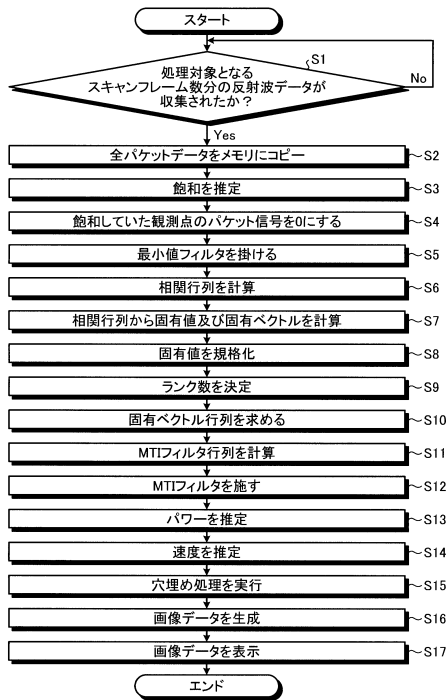 スタート
S1
処理対象となる
スキャンフレーム数分の反射波データが
収集されたか？
No
Yes
全パケットデータをメモリにコピー
S2
飽和を推定
S3
飽和していた観測点のパケット信号を0にする
S4
最小値フィルタを掛ける
S5
相関行列を計算
S6
相関行列から固有値及び固有ベクトルを計算
S7
固有値を規格化
S8
ランク数を決定
S9
固有ベクトル行列を求める
S10
MTIフィルタ行列を計算
S11
MTIフィルタを施す
S12
パワーを推定
S13
速度を推定
S14
穴埋め処理を実行
S15
画像データを生成
S16
画像データを表示
S17
エンド